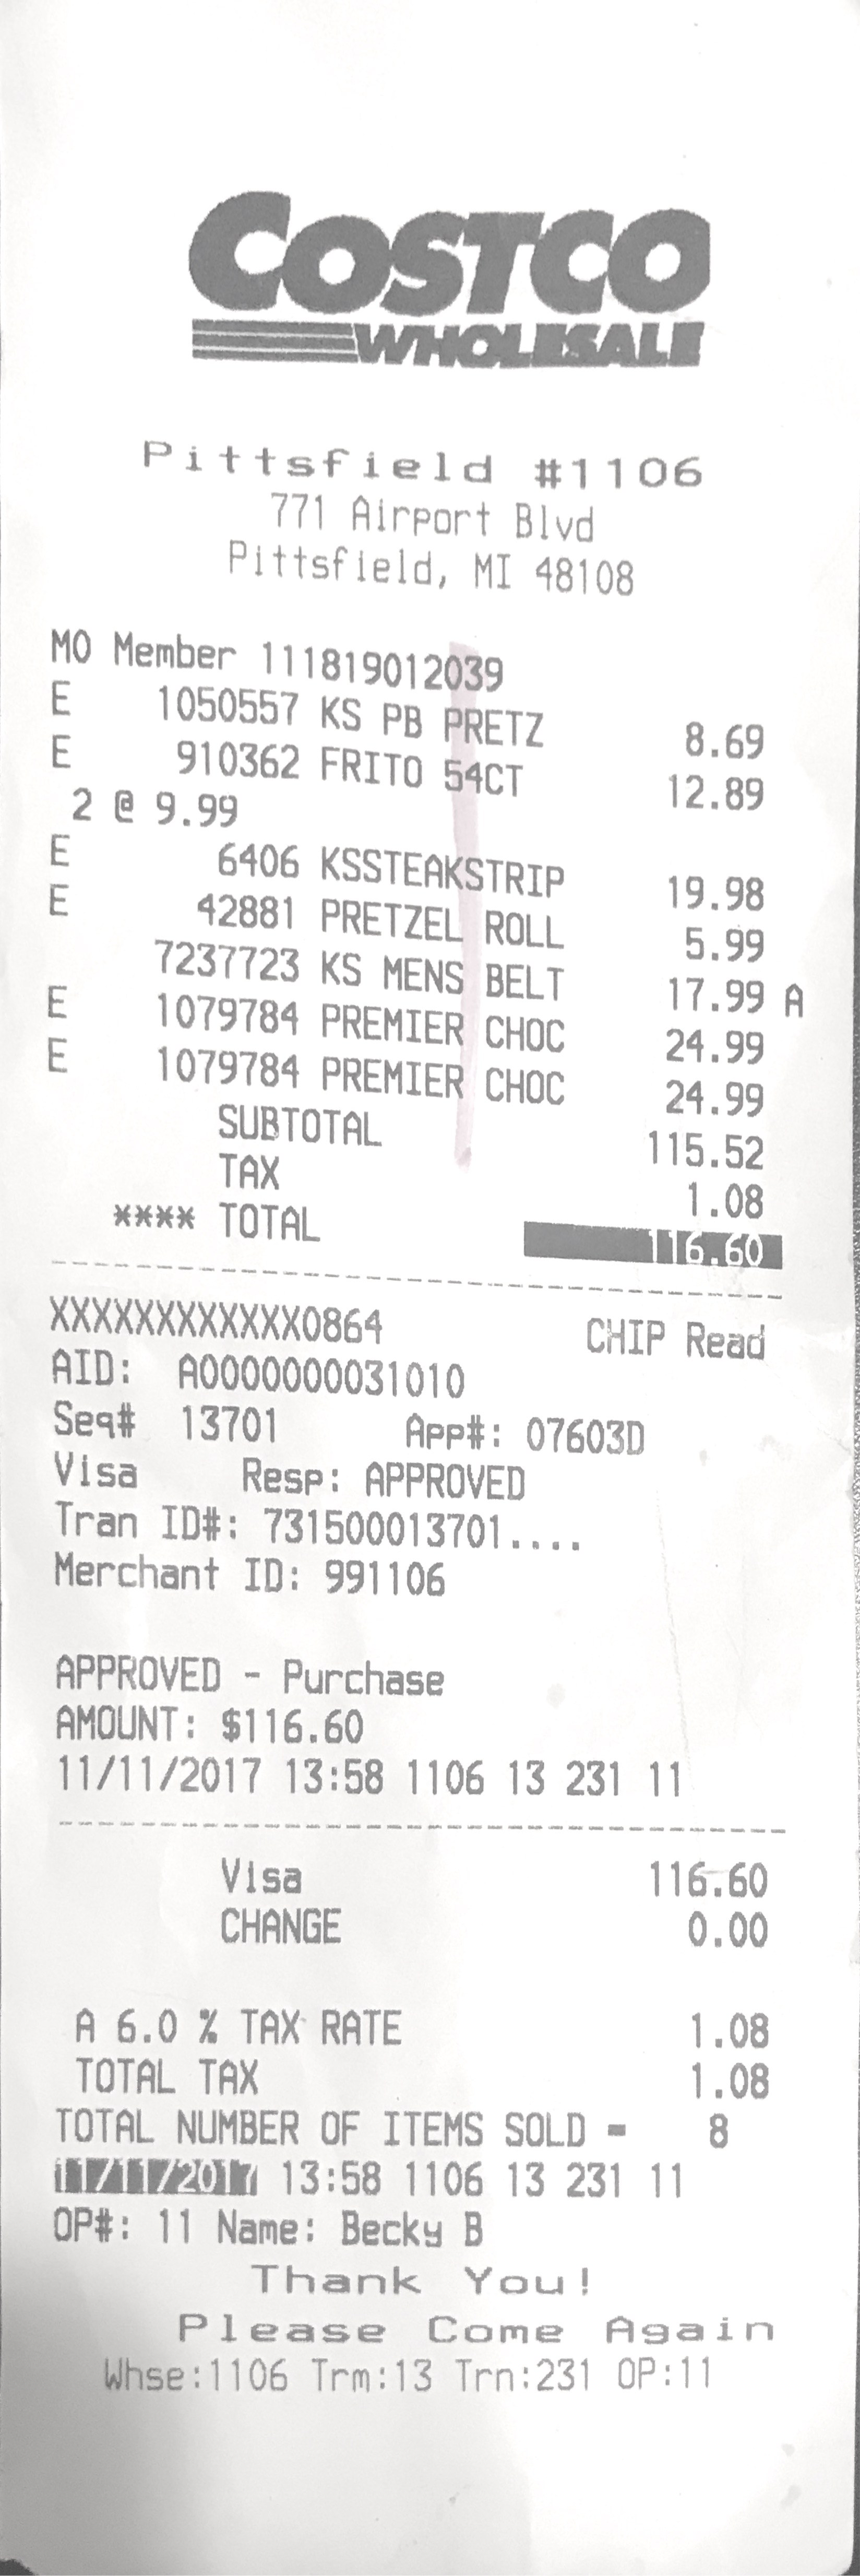 COSTCO
WHOLESALE
Pittsfield #1106
771 Airport Blvd
Pittsfield, MI 48108
MO Member 111819012039
E 1050557 KS PB PRETZ 8.69
E 910362 FRITO 54CT 12.89
2 @ 9.99
E 6406 KSSTEAKSTRIP 19.98
E 42881 PRETZEL ROLL 5.99
7237723 KS MENS BELT 17.99 A
E 1079784 PREMIER CHOC 24.99
E 1079784 PREMIER CHOC 24.99
SUBTOTAL 115.52
TAX 1.08
**** TOTAL 116.60
XXXXXXXXXXXX0864 CHIP Read
AID: A0000000031010
Seq# 13701 App#: 07603D
Visa Resp: APPROVED
Tran ID#: 731500013701....
Merchant ID: 991106
APPROVED - Purchase
AMOUNT: $116.60
11/11/2017 13:58 1106 13 231 11
Visa 116.60
CHANGE 0.00
A 6.0 % TAX RATE 1.08
TOTAL TAX 1.08
TOTAL NUMBER OF ITEMS SOLD = 8
11/11/2017 13:58 1106 13 231 11
OP#: 11 Name: Becky B
Thank You!
Please Come Again
Whse:1106 Trm:13 Trn:231 OP:11